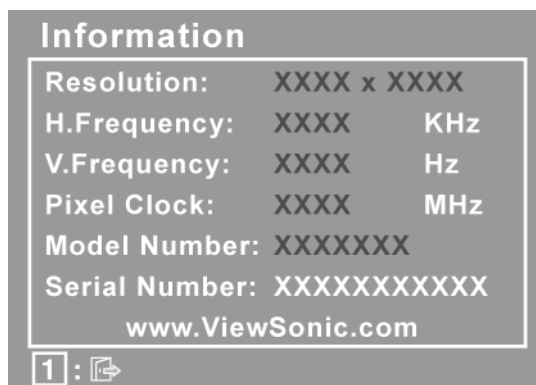 Information
Resolution: XXXX x XXXX
H.Frequency: XXXX KHz
V.Frequency: XXXX Hz
Pixel Clock: XXXX MHz
Model Number: XXXXXXX
Serial Number: XXXXXXXXXXX
www.ViewSonic.com
1 :